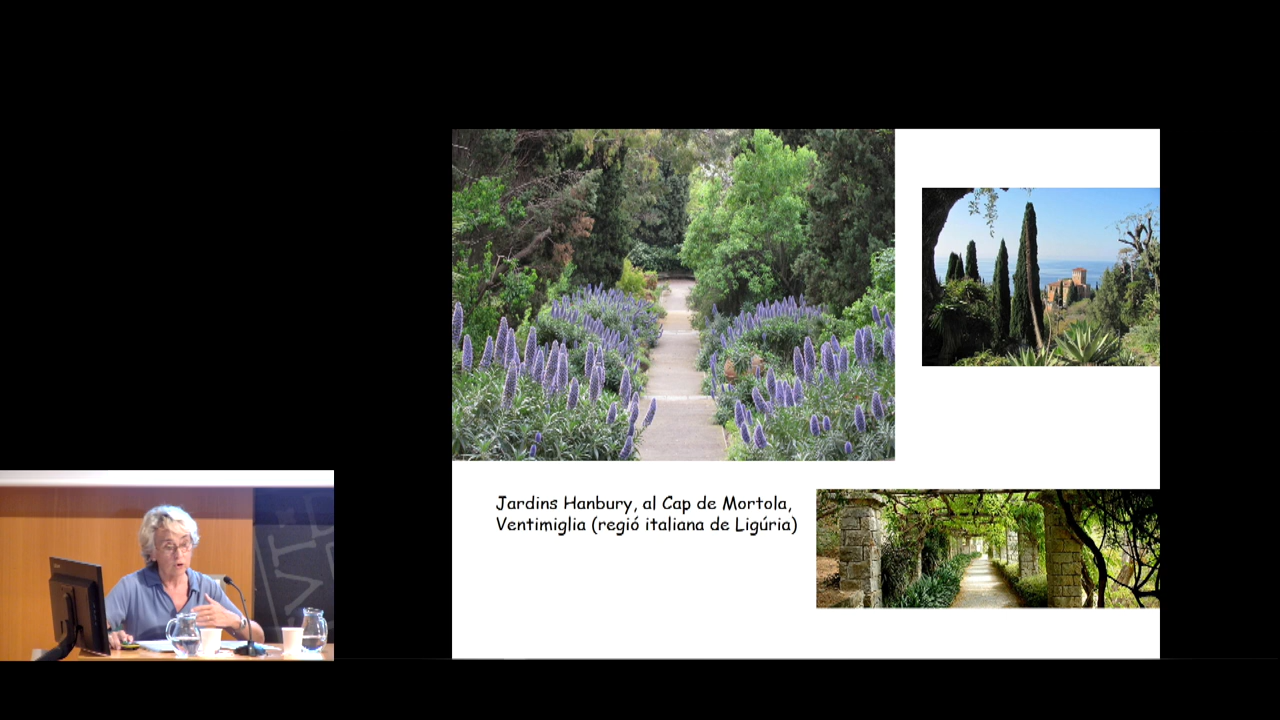 Jardins Hanbury, al Cap de Mortola,
Ventimiglia (regió italiana de Ligúria)